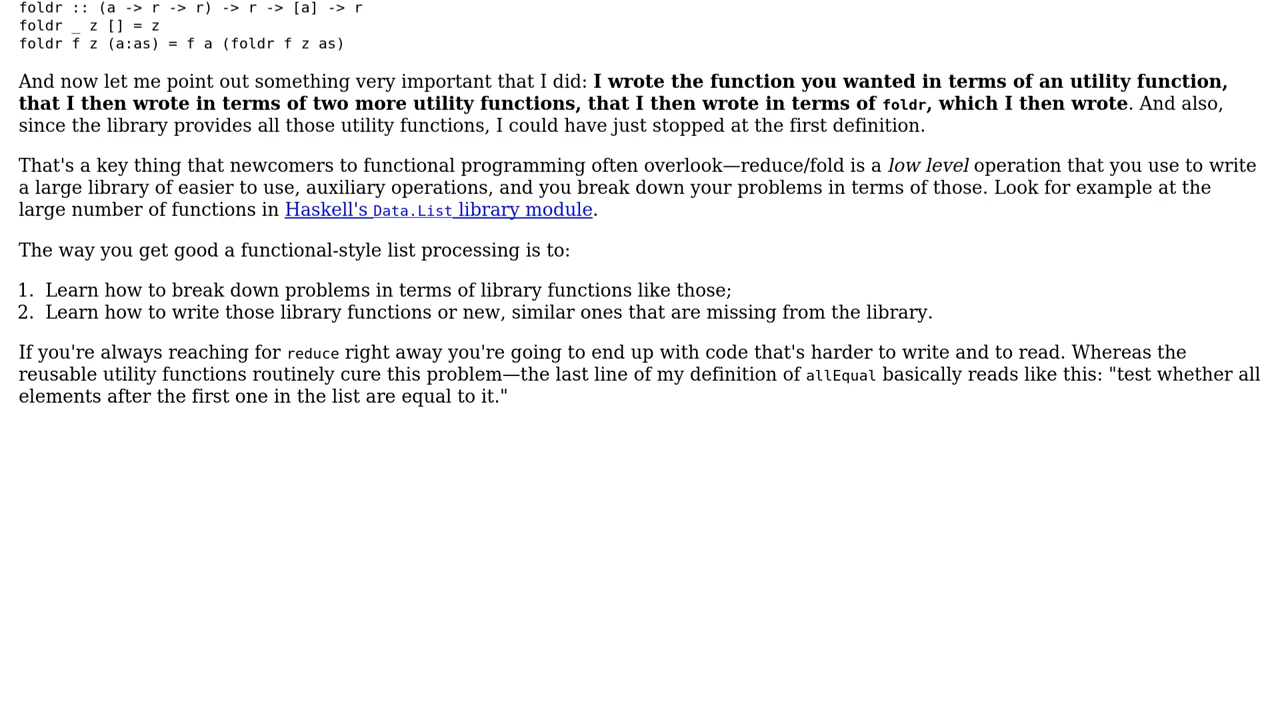 foldr :: (a -> r -> r) -> r -> [a] -> r
foldr _ z [] = z
foldr f z (a:as) = f a (foldr f z as)
And now let me point out something very important that I did: I wrote the function you wanted in terms of an utility function,
that I then wrote in terms of two more utility functions, that I then wrote in terms of foldr, which I then wrote. And also,
since the library provides all those utility functions, I could have just stopped at the first definition.
That's a key thing that newcomers to functional programming often overlook—reduce/fold is a low level operation that you use to write
a large library of easier to use, auxiliary operations, and you break down your problems in terms of those. Look for example at the
large number of functions in Haskell's Data.List library module.
The way you get good a functional-style list processing is to:
1. Learn how to break down problems in terms of library functions like those;
2. Learn how to write those library functions or new, similar ones that are missing from the library.
If you're always reaching for reduce right away you're going to end up with code that's harder to write and to read. Whereas the
reusable utility functions routinely cure this problem—the last line of my definition of allEqual basically reads like this: "test whether all
elements after the first one in the list are equal to it."